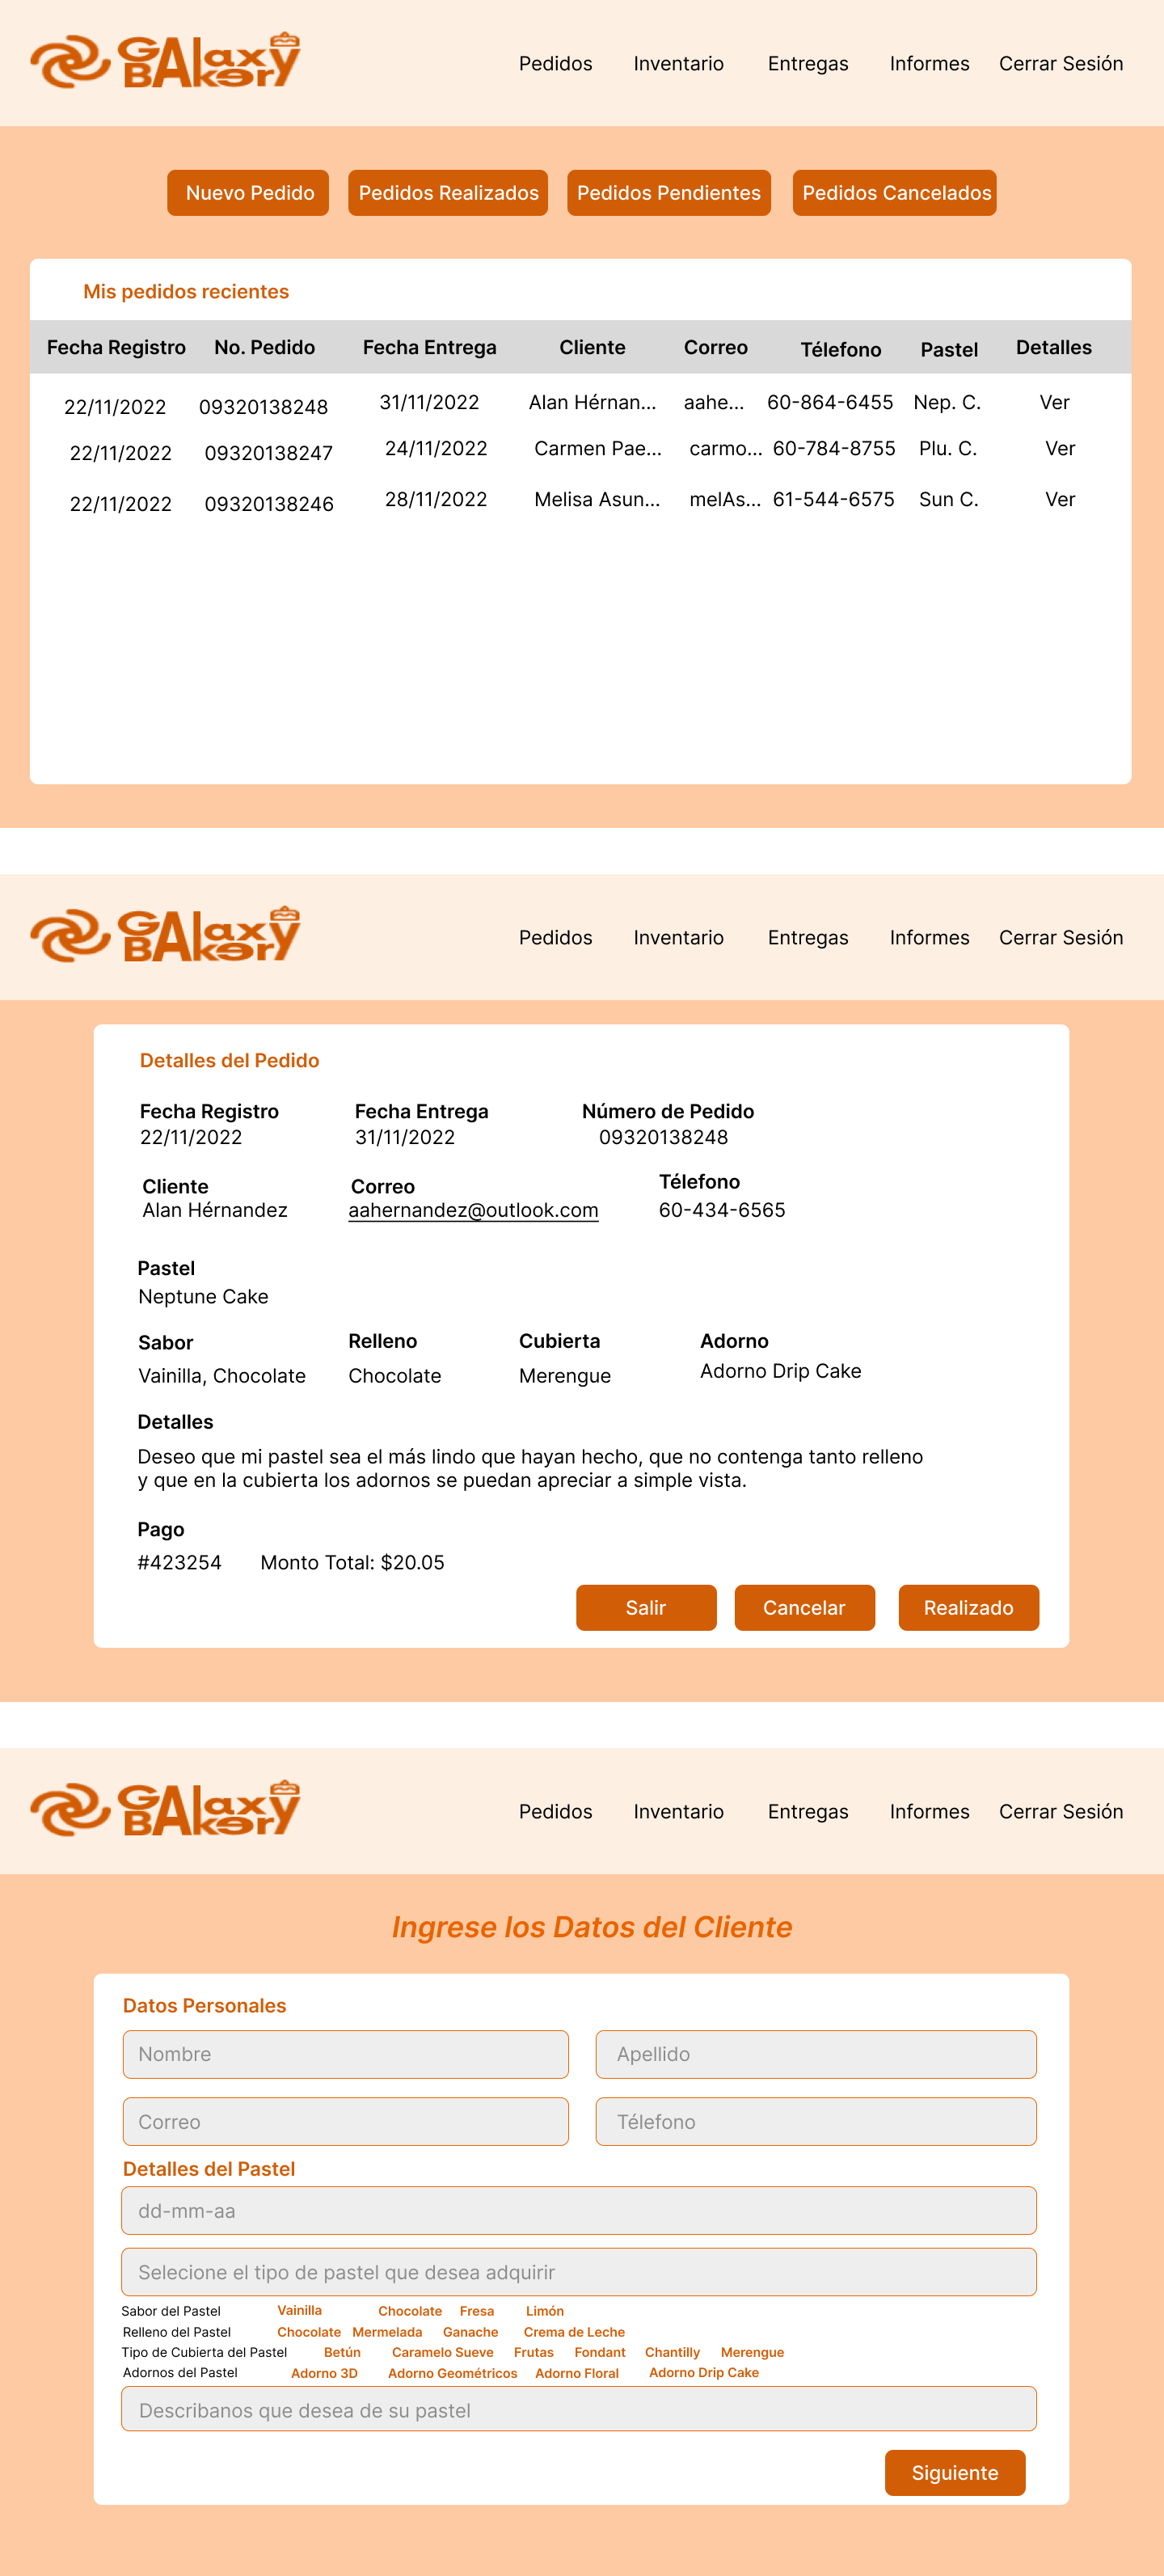 GAlaxy
BAkery
Pedidos Inventario Entregas Informes Cerrar Sesión
Nuevo Pedido Pedidos Realizados Pedidos Pendientes Pedidos Cancelados
Mis pedidos recientes
Fecha Registro No. Pedido Fecha Entrega Cliente Correo Télefono Pastel Detalles
22/11/2022 09320138248 31/11/2022 Alan Hérnan... aahe... 60-864-6455 Nep. C. Ver
22/11/2022 09320138247 24/11/2022 Carmen Pae... carmo... 60-784-8755 Plu. C. Ver
22/11/2022 09320138246 28/11/2022 Melisa Asun... melAs... 61-544-6575 Sun C. Ver
GAlaxy
BAkery
Pedidos Inventario Entregas Informes Cerrar Sesión
Detalles del Pedido
Fecha Registro Fecha Entrega Número de Pedido
22/11/2022 31/11/2022 09320138248
Cliente Correo Télefono
Alan Hérnandez aahernandez@outlook.com 60-434-6565
Pastel
Neptune Cake
Sabor Relleno Cubierta Adorno
Vainilla, Chocolate Chocolate Merengue Adorno Drip Cake
Detalles
Deseo que mi pastel sea el más lindo que hayan hecho, que no contenga tanto relleno
y que en la cubierta los adornos se puedan apreciar a simple vista.
Pago
#423254 Monto Total: $20.05
Salir Cancelar Realizado
GAlaxy
BAkery
Pedidos Inventario Entregas Informes Cerrar Sesión
Ingrese los Datos del Cliente
Datos Personales
Nombre Apellido
Correo Télefono
Detalles del Pastel
dd-mm-aa
Selecione el tipo de pastel que desea adquirir
Sabor del Pastel Vainilla Chocolate Fresa Limón
Relleno del Pastel Chocolate Mermelada Ganache Crema de Leche
Tipo de Cubierta del Pastel Betún Caramelo Sueve Frutas Fondant Chantilly Merengue
Adornos del Pastel Adorno 3D Adorno Geométricos Adorno Floral Adorno Drip Cake
Describanos que desea de su pastel
Siguiente